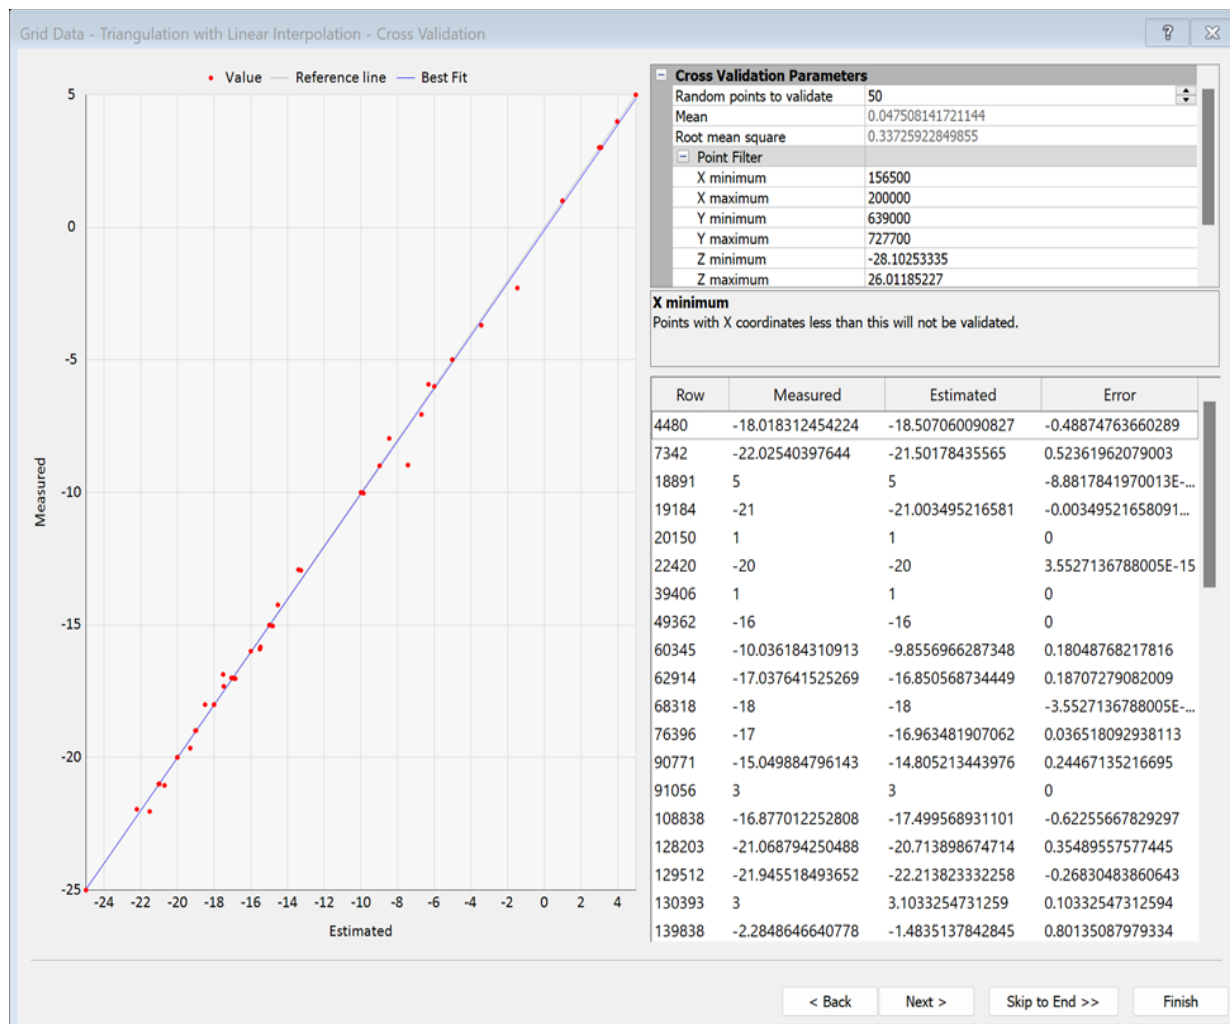 Grid Data - Triangulation with Linear Interpolation - Cross Validation
Value Reference line Best Fit
5
0
-5
-10
-15
-20
-25
Measured
-24 -22 -20 -18 -16 -14 -12 -10 -8 -6 -4 -2 0 2 4
Estimated
Cross Validation Parameters
Random points to validate 50
Mean 0.047508141721144
Root mean square 0.33725922849855
Point Filter
X minimum 156500
X maximum 200000
Y minimum 639000
Y maximum 727700
Z minimum -28.10253335
Z maximum 26.01185227
X minimum
Points with X coordinates less than this will not be validated.
Row Measured Estimated Error
4480 -18.018312454224 -18.507060090827 -0.48874763660289
7342 -22.02540397644 -21.50178435565 0.52361962079003
18891 5 5 -8.8817841970013E-...
19184 -21 -21.003495216581 -0.00349521658091...
20150 1 1 0
22420 -20 -20 3.5527136788005E-15
39406 1 1 0
49362 -16 -16 0
60345 -10.036184310913 -9.8556966287348 0.18048768217816
62914 -17.037641525269 -16.850568734449 0.18707279082009
68318 -18 -18 -3.5527136788005E-...
76396 -17 -16.963481907062 0.036518092938113
90771 -15.049884796143 -14.805213443976 0.24467135216695
91056 3 3 0
108838 -16.877012252808 -17.499568931101 -0.62255667829297
128203 -21.068794250488 -20.713898674714 0.35489557577445
129512 -21.945518493652 -22.213823332258 -0.26830483860643
130393 3 3.1033254731259 0.10332547312594
139838 -2.2848646640778 -1.4835137842845 0.80135087979334
< Back Next > Skip to End >> Finish